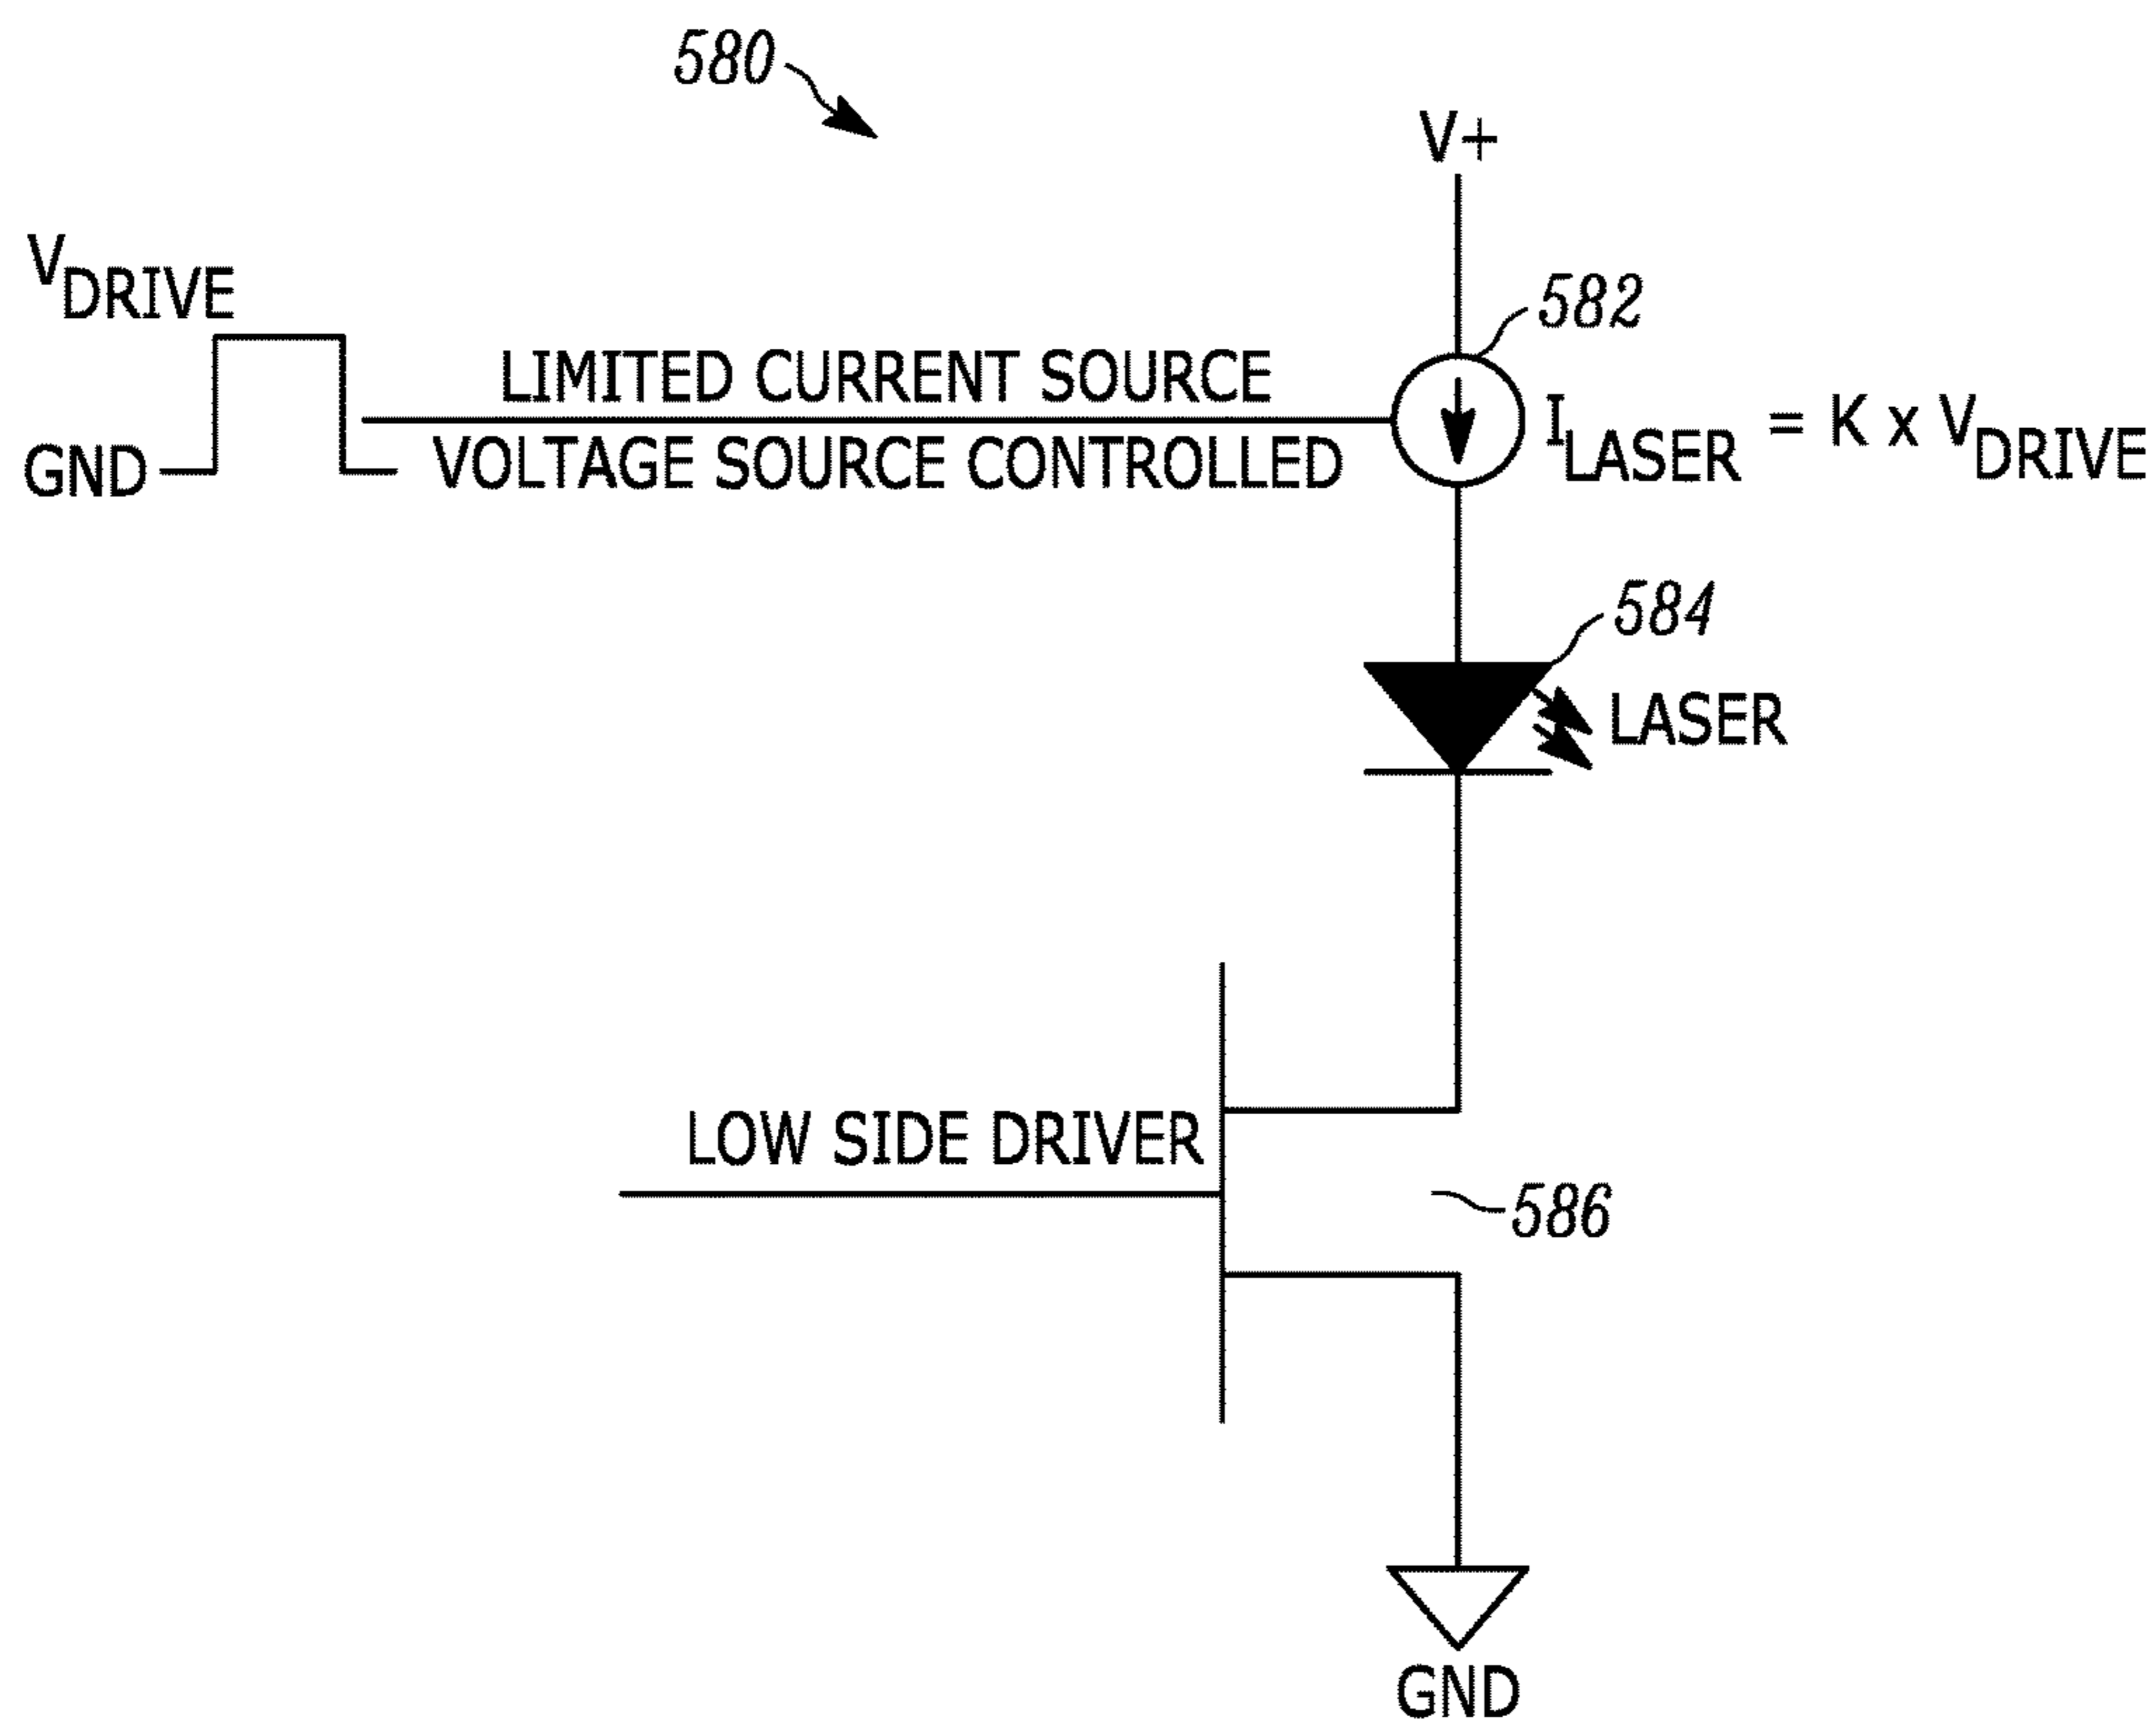 580
V+
VDRIVE
582
LIMITED CURRENT SOURCE
ILASER = K x VDRIVE
GND
VOLTAGE SOURCE CONTROLLED
584
LASER
LOW SIDE DRIVER
586
GND